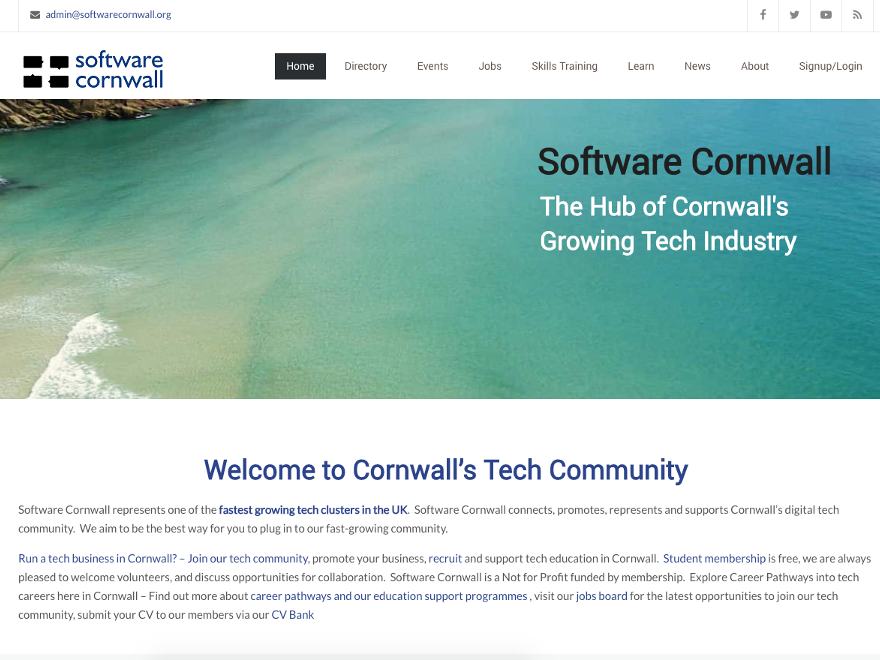 admin@softwarecornwall.org
software
cornwall
Home Directory Events Jobs Skills Training Learn News About Signup/Login
Software Cornwall
The Hub of Cornwall's
Growing Tech Industry
Welcome to Cornwall’s Tech Community
Software Cornwall represents one of the fastest growing tech clusters in the UK. Software Cornwall connects, promotes, represents and supports Cornwall’s digital tech
community. We aim to be the best way for you to plug in to our fast-growing community.
Run a tech business in Cornwall? – Join our tech community, promote your business, recruit and support tech education in Cornwall. Student membership is free, we are always
pleased to welcome volunteers, and discuss opportunities for collaboration. Software Cornwall is a Not for Profit funded by membership. Explore Career Pathways into tech
careers here in Cornwall – Find out more about career pathways and our education support programmes , visit our jobs board for the latest opportunities to join our tech
community, submit your CV to our members via our CV Bank